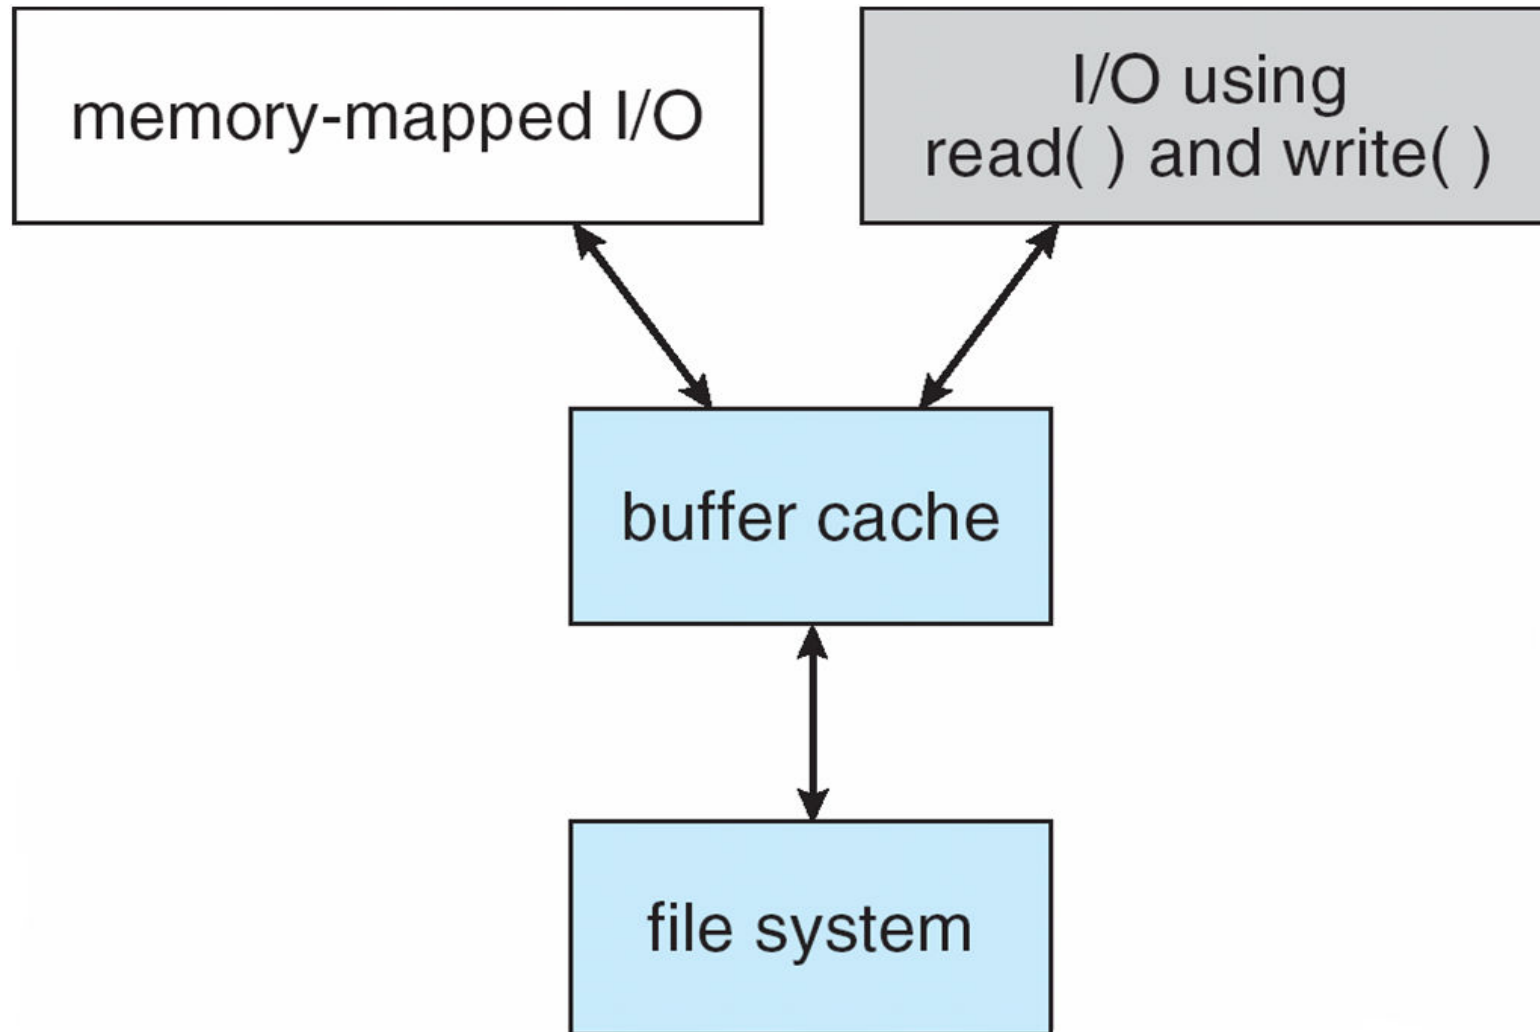 memory-mapped I/O
I/O using
read( ) and write( )
buffer cache
file system